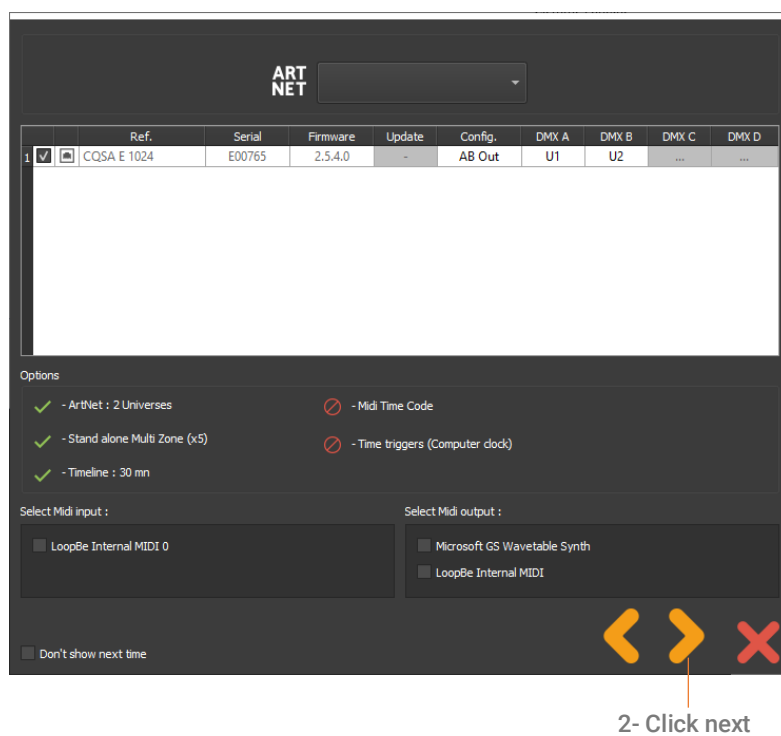 ART
NET
Ref. Serial Firmware Update Config. DMX A DMX B DMX C DMX D
1 CQSA E 1024 E00765 2.5.4.0 - AB Out U1 U2 ... ...
Options
- ArtNet : 2 Universes - Midi Time Code
- Stand alone Multi Zone (x5) - Time triggers (Computer clock)
- Timeline : 30 mn
Select Midi input : Select Midi output :
LoopBe Internal MIDI 0 Microsoft GS Wavetable Synth
LoopBe Internal MIDI
Don't show next time
2- Click next